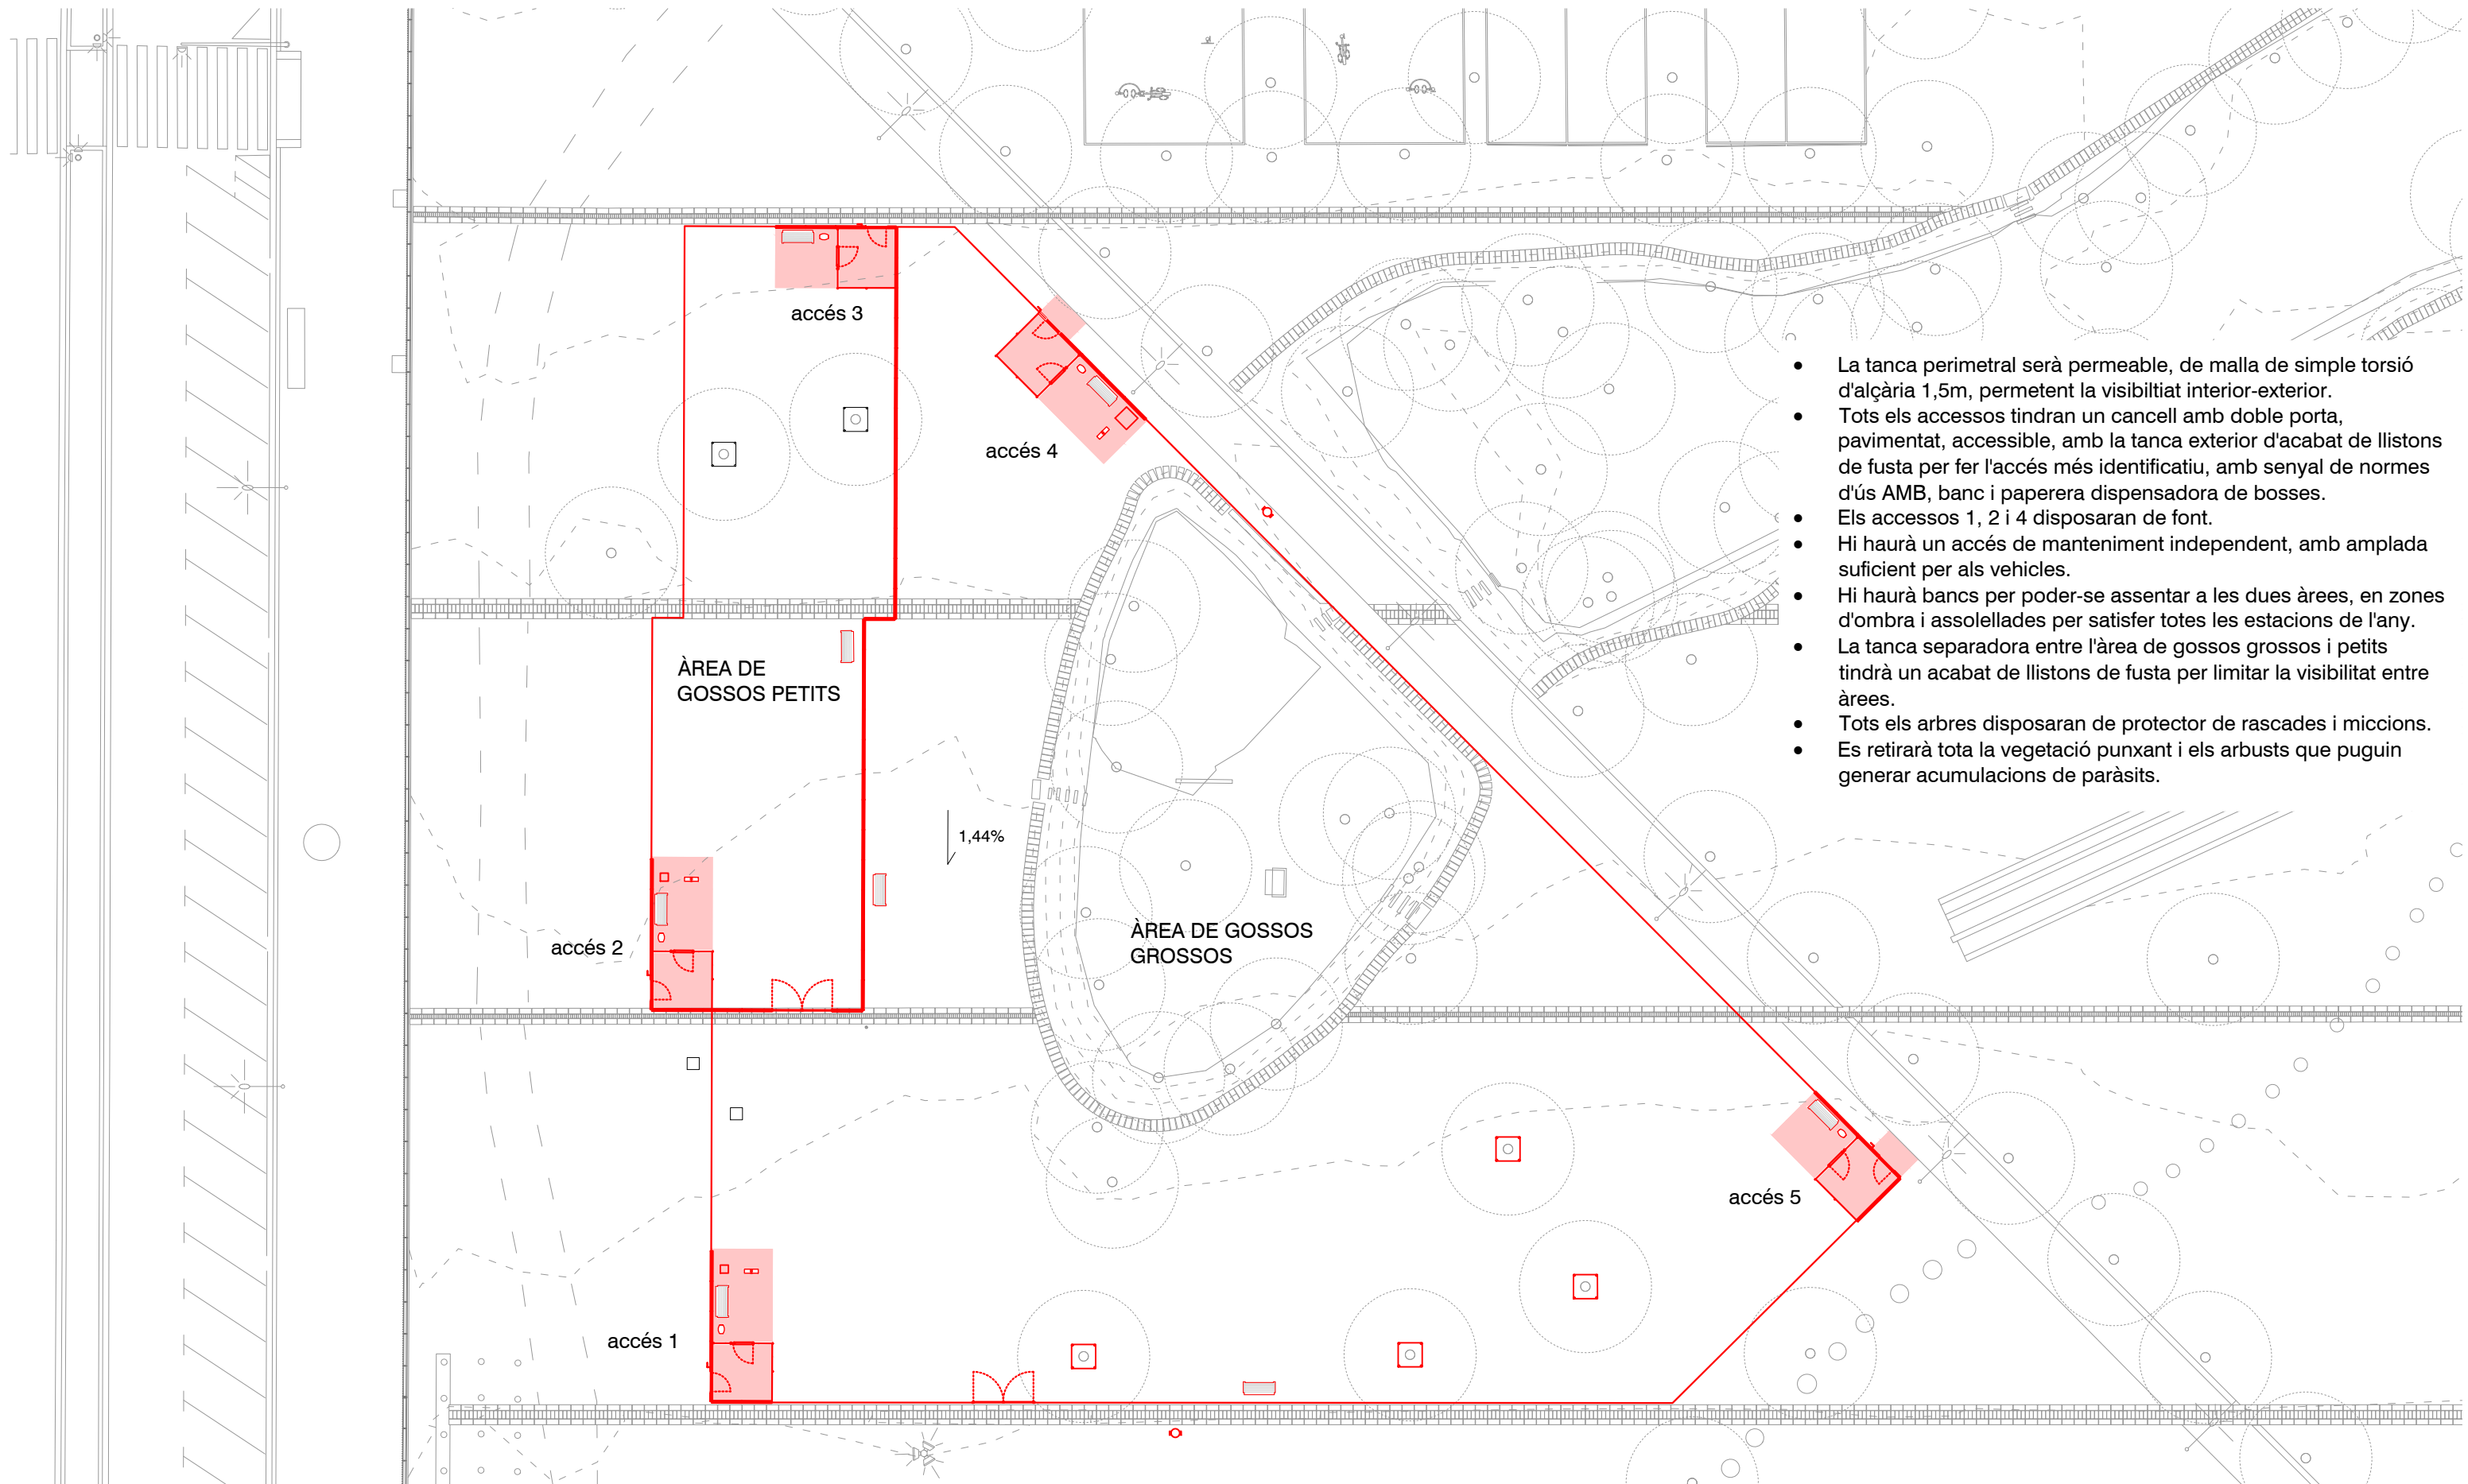 accés 3
accés 4
ÀREA DE
GOSSOS PETITS
1,44%
ÀREA DE GOSSOS
GROSSOS
accés 2
accés 5
accés 1
● La tanca perimetral serà permeable, de malla de simple torsió
d'alçària 1,5m, permetent la visibiltiat interior-exterior.
● Tots els accessos tindran un cancell amb doble porta,
pavimentat, accessible, amb la tanca exterior d'acabat de llistons
de fusta per fer l'accés més identificatiu, amb senyal de normes
d'ús AMB, banc i paperera dispensadora de bosses.
● Els accessos 1, 2 i 4 disposaran de font.
● Hi haurà un accés de manteniment independent, amb amplada
suficient per als vehicles.
● Hi haurà bancs per poder-se assentar a les dues àrees, en zones
d'ombra i assolellades per satisfer totes les estacions de l'any.
● La tanca separadora entre l'àrea de gossos grossos i petits
tindrà un acabat de llistons de fusta per limitar la visibilitat entre
àrees.
● Tots els arbres disposaran de protector de rascades i miccions.
● Es retirarà tota la vegetació punxant i els arbusts que puguin
generar acumulacions de paràsits.